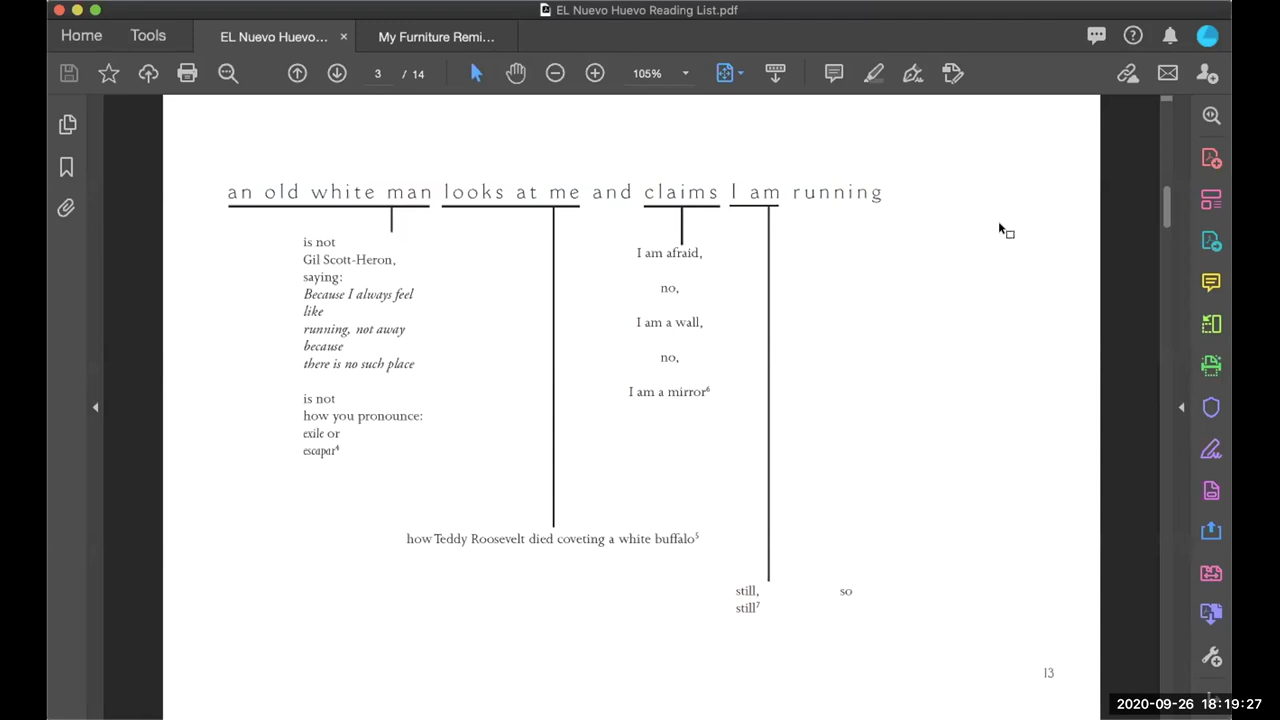 EL Nuevo Huevo Reading List.pdf
Home
Tools
EL Nuevo Huevo...
×
My Furniture Remi...
3 / 14
105%
an old white man looks at me and claims I am running
is not
Gil Scott-Heron,
saying:
Because I always feel
like
running, not away
because
there is no such place
is not
how you pronounce:
exile or
escapar⁴
I am afraid,
no,
I am a wall,
no,
I am a mirror⁶
how Teddy Roosevelt died coveting a white buffalo⁵
still, so
still⁷
13
2020-09-26 18:19:27